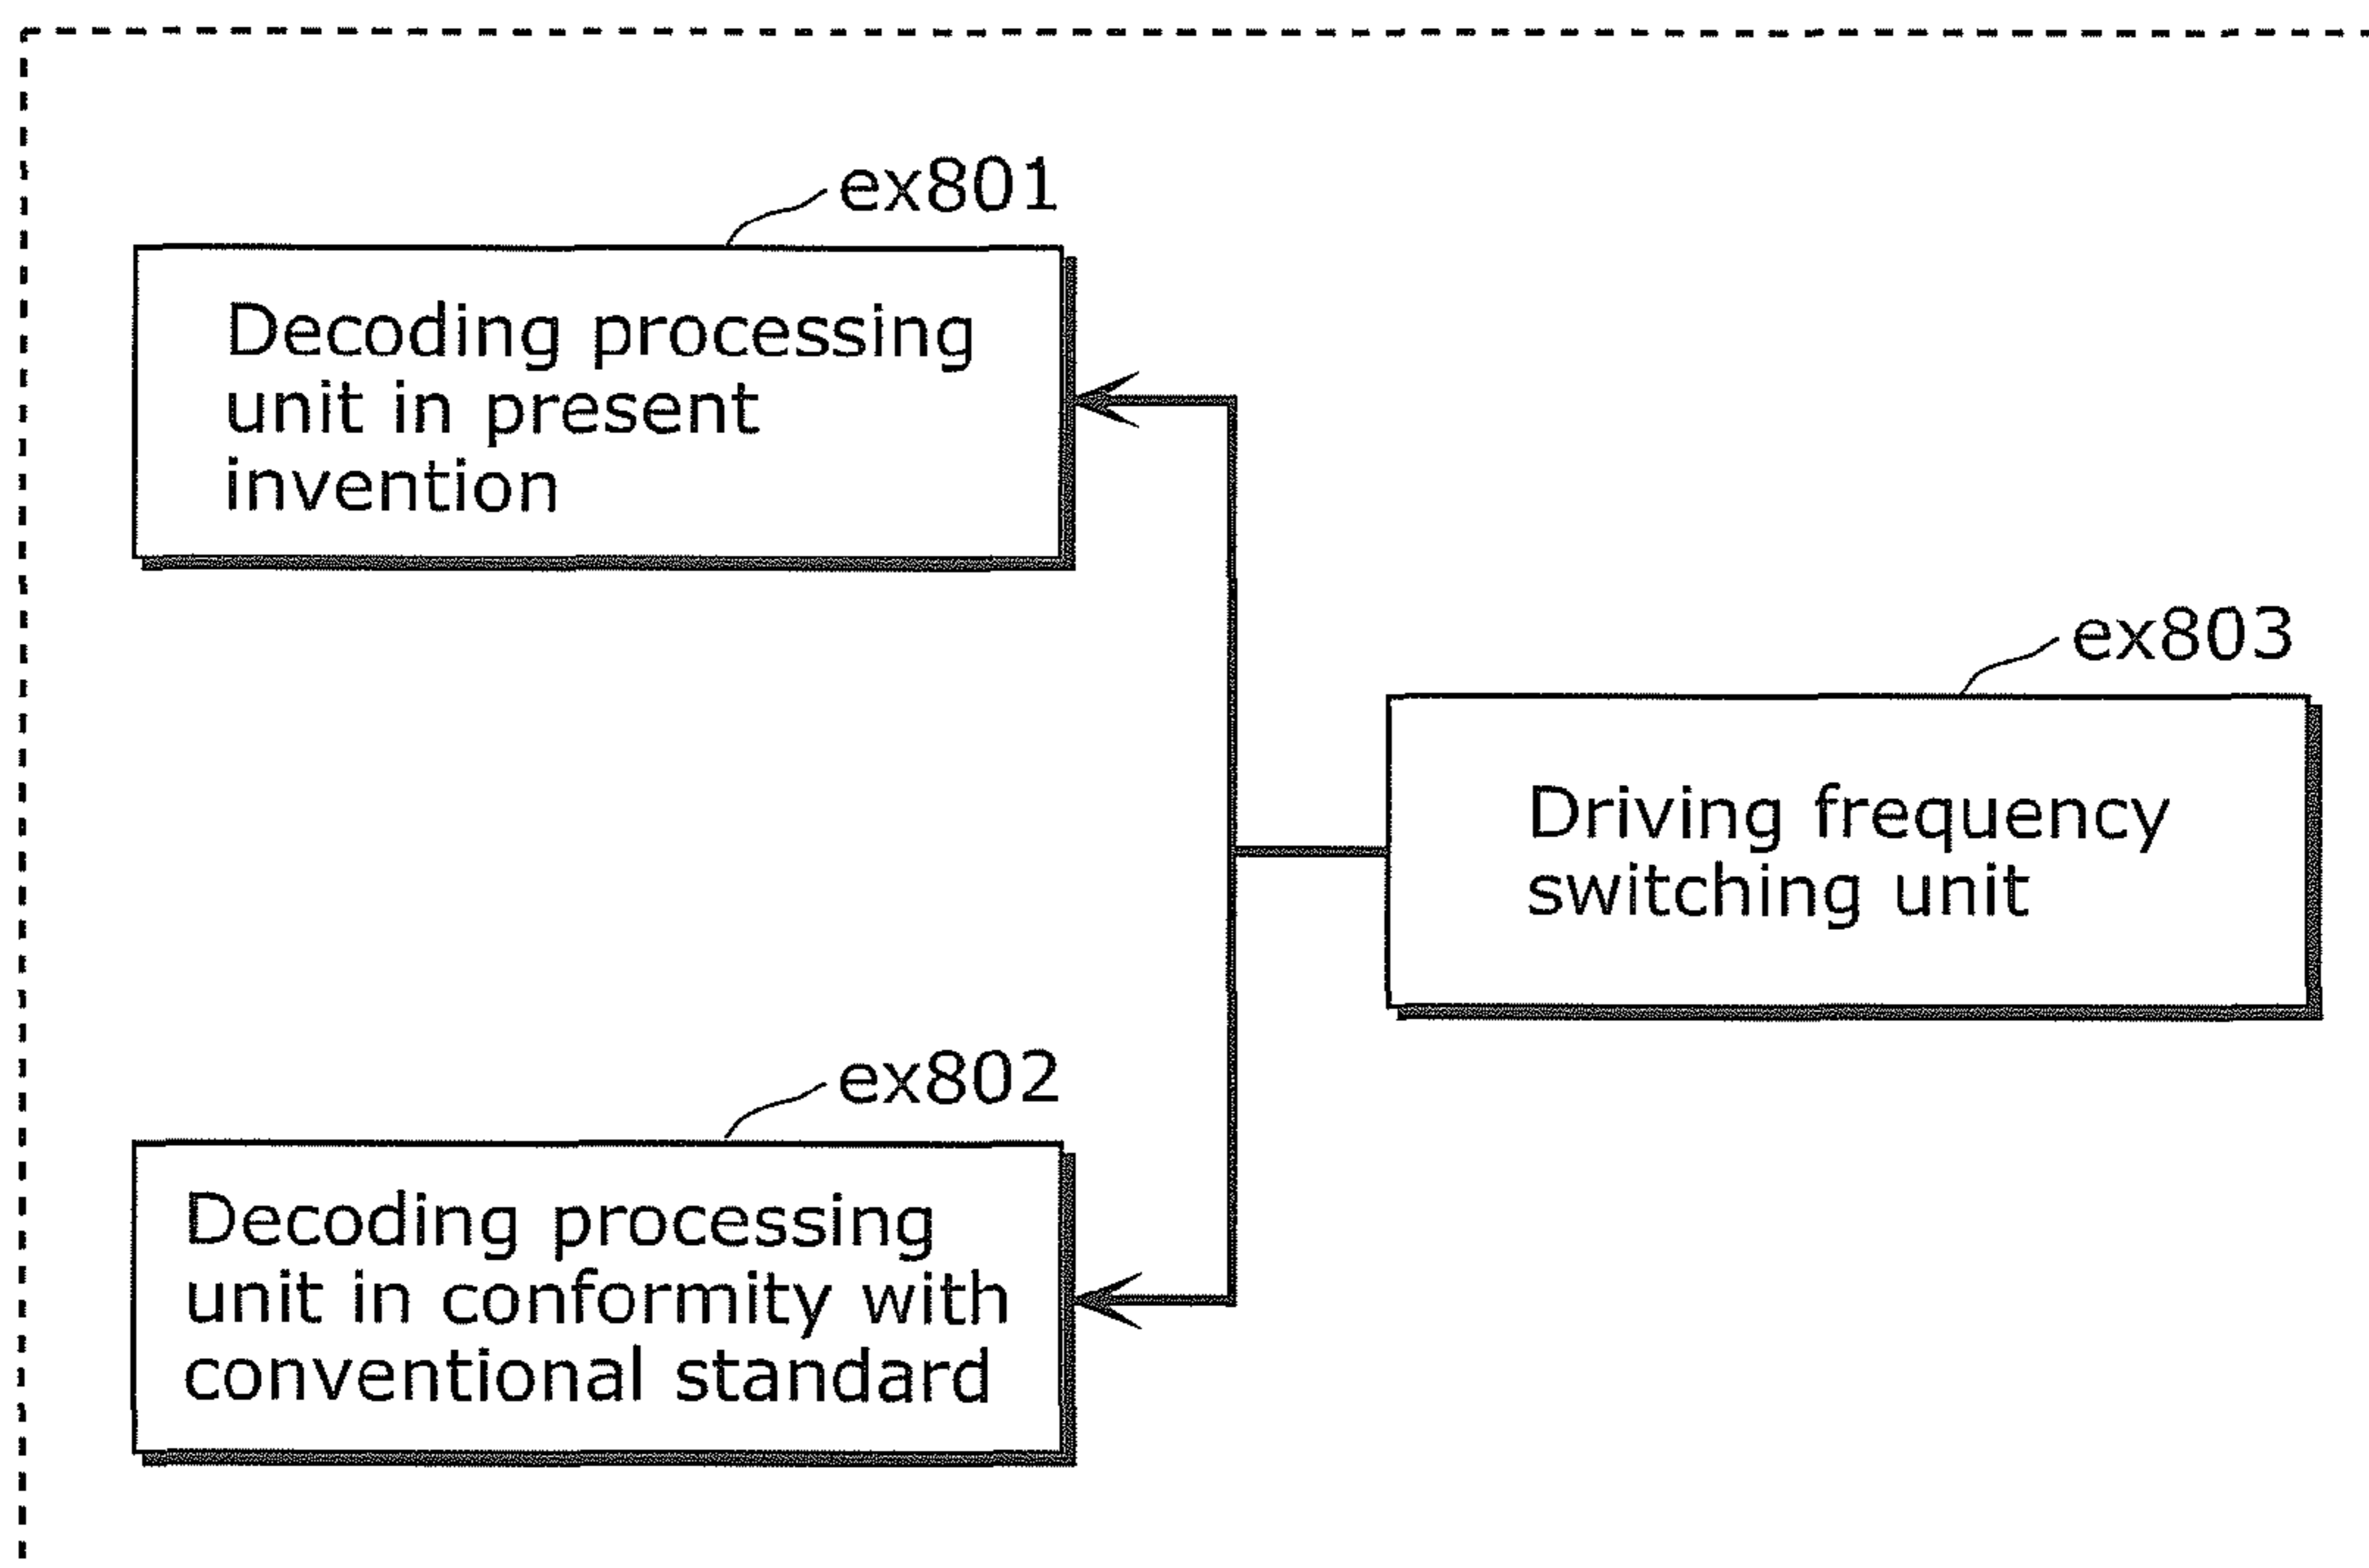 ex801
Decoding processing
unit in present
invention
ex803
Driving frequency
switching unit
ex802
Decoding processing
unit in conformity with
conventional standard